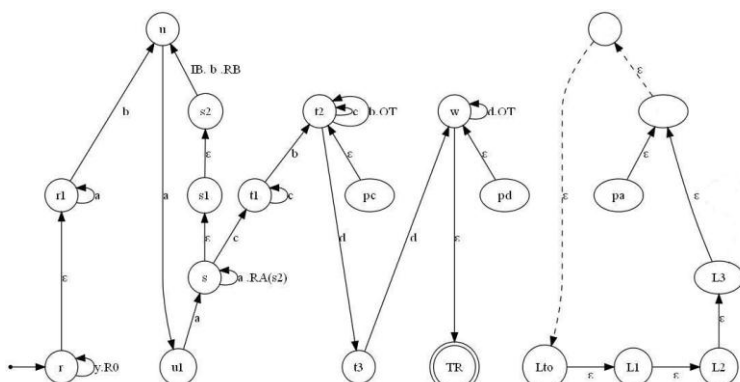 u
IB. b .RB
s2
t2
c
b.OT
w
d.OT
ε
b
ε
b
ε
ε
r1
a
a
s1
t1
c
pc
pd
ε
pa
ε
ε
c
d
d
ε
ε
s
a .RA(s2)
L3
ε
a
ε
r
y.R0
u1
t3
TR
Lto
ε
L1
ε
L2